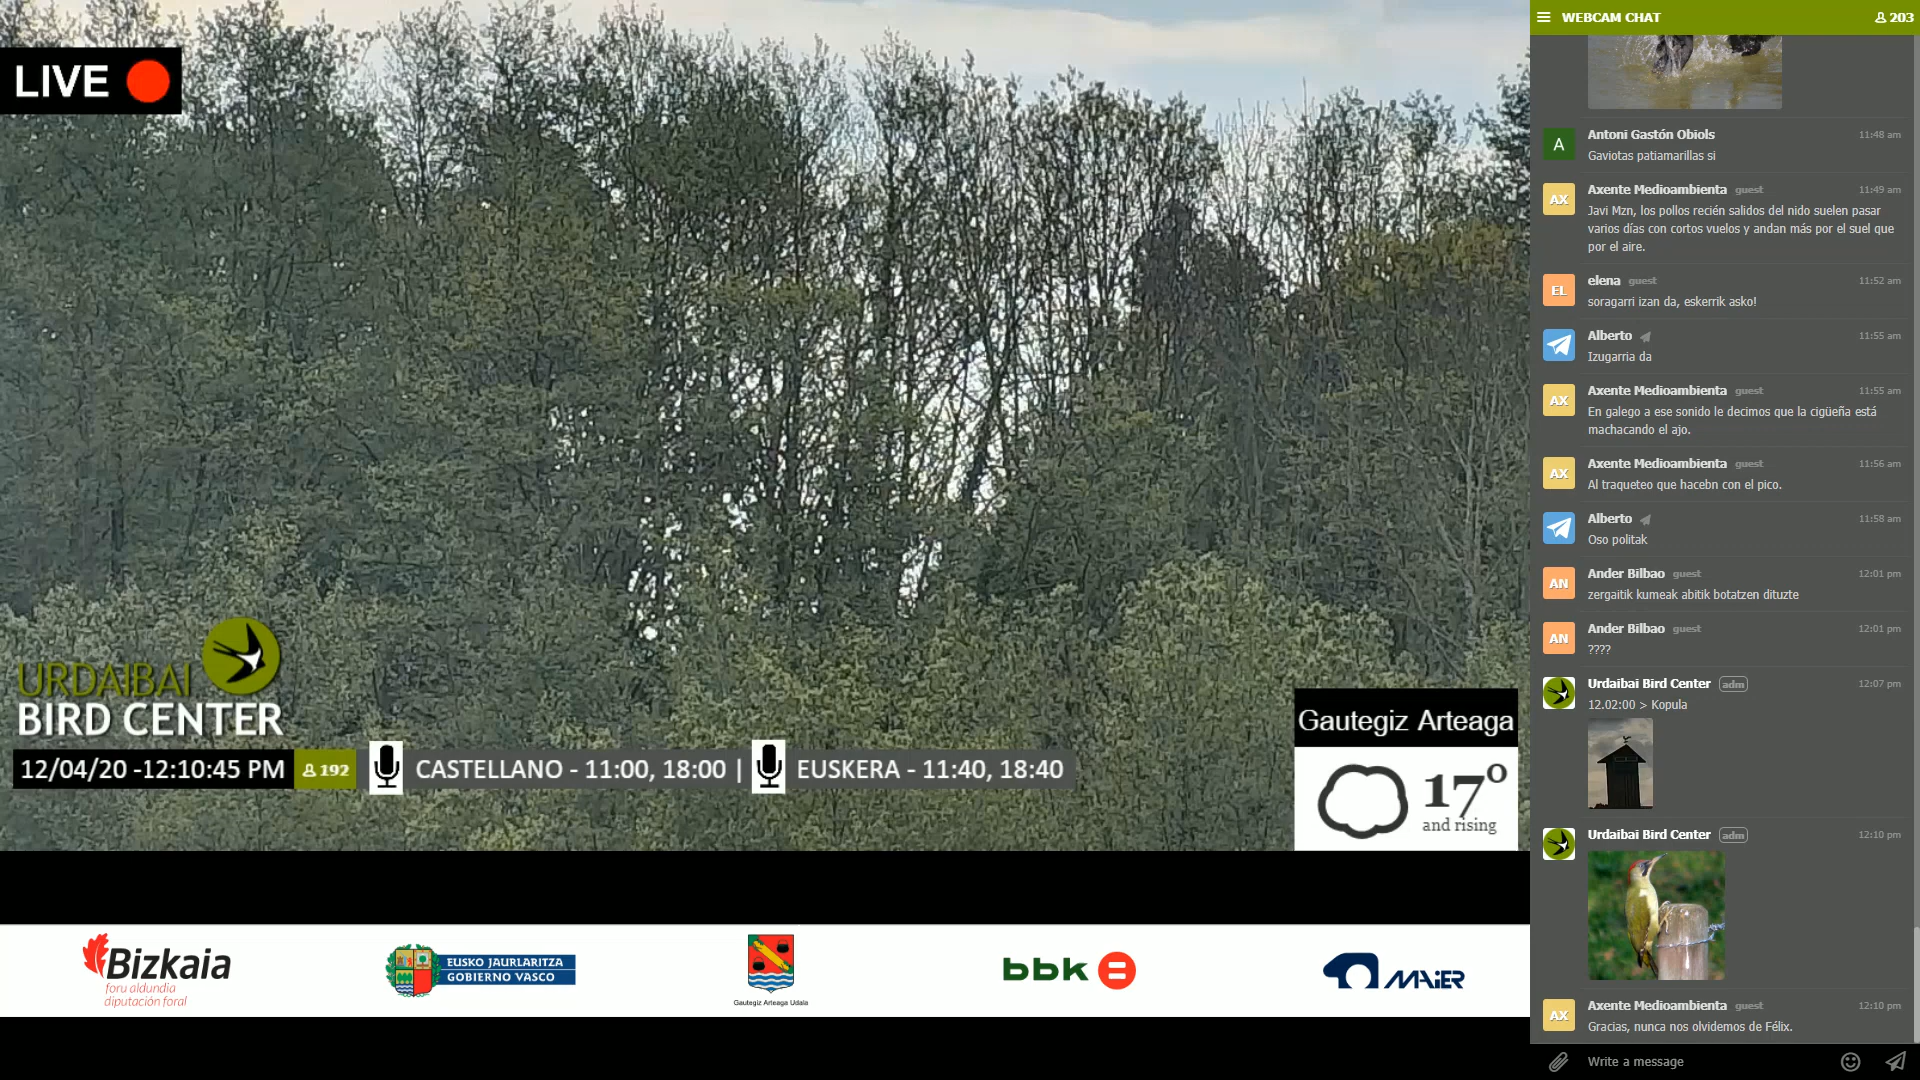 LIVE
URDAIBAI
BIRD CENTER
12/04/20 -12:10:45 PM
192
CASTELLANO - 11:00, 18:00 |
EUSKERA - 11:40, 18:40
Gautegiz Arteaga
17º
and rising
Bizkaia
foru aldundia
diputación foral
EUSKO JAURLARITZA
GOBIERNO VASCO
Gautegiz Arteaga Udala
bbk
MAIER
WEBCAM CHAT
203
A
Antoni Gastón Obiols
11:48 am
Gaviotas patiamarillas si
AX
Axente Medioambienta guest
11:49 am
Javi Mzn, los pollos recién salidos del nido suelen pasar
varios días con cortos vuelos y andan más por el suel que
por el aire.
EL
elena guest
11:52 am
soragarri izan da, eskerrik asko!
Alberto
11:55 am
Izugarria da
AX
Axente Medioambienta guest
11:55 am
En galego a ese sonido le decimos que la cigüeña está
machacando el ajo.
AX
Axente Medioambienta guest
11:56 am
Al traqueteo que hacebn con el pico.
Alberto
11:58 am
Oso politak
AN
Ander Bilbao guest
12:01 pm
zergaitik kumeak abitik botatzen dituzte
AN
Ander Bilbao guest
12:01 pm
????
Urdaibai Bird Center adm
12:07 pm
12.02:00 > Kopula
Urdaibai Bird Center adm
12:10 pm
AX
Axente Medioambienta guest
12:10 pm
Gracias, nunca nos olvidemos de Félix.
Write a message